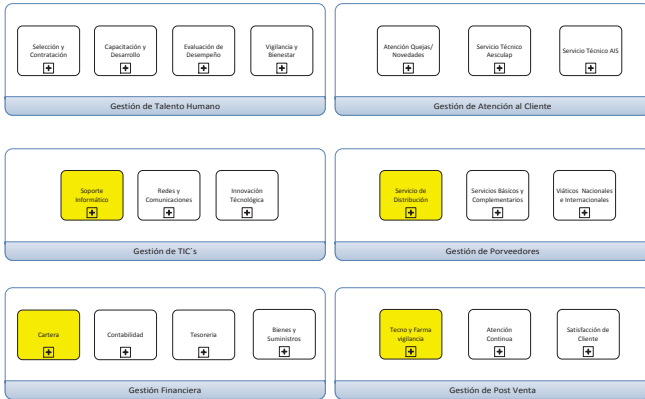 Selección y
Contratación
Capacitación y
Desarrollo
Evaluación de
Desempeño
Vigilancia y
Bienestar
Gestión de Talento Humano
Atención Quejas/
Novedades
Servicio Técnico
Aesculap
Servicio Técnico AIS
Gestión de Atención al Cliente
Soporte
Informático
Redes y
Comunicaciones
Innovación
Técnológica
Gestión de TIC´s
Servicio de
Distribución
Servicios Básicos y
Complementarios
Viáticos Nacionales
e Internacionales
Gestión de Porveedores
Cartera
Contabilidad
Tesoreria
Bienes y
Suministros
Gestión Financiera
Tecno y Farma
vigilancia
Atención
Continua
Satisfacción de
Cliente
Gestión de Post Venta